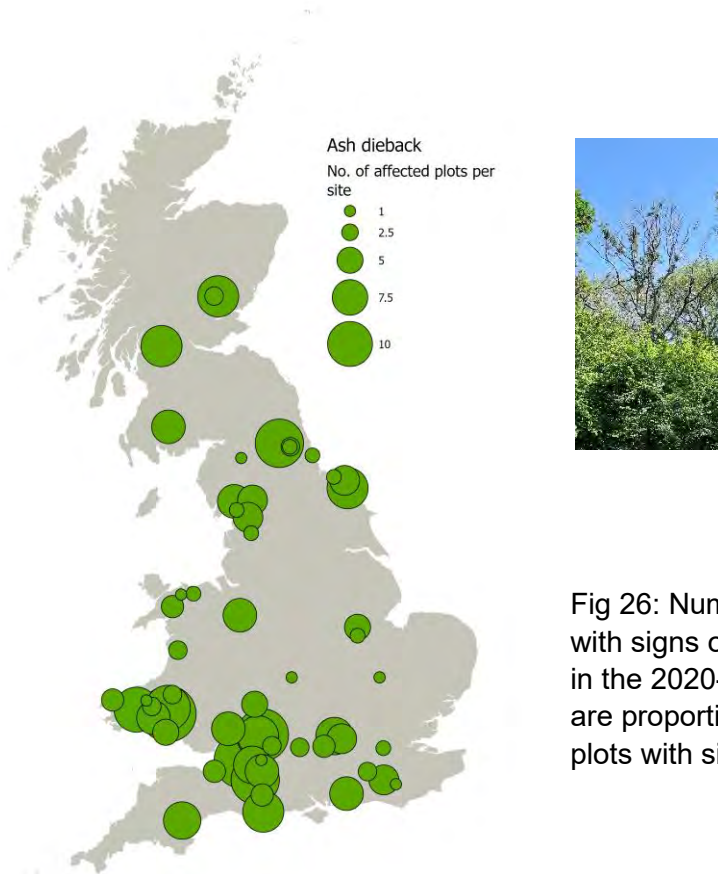 Ash dieback
No. of affected plots per
site
1
2.5
5
7.5
10
Fig 26:
with signs
in the 2020-
are proporti
plots with si